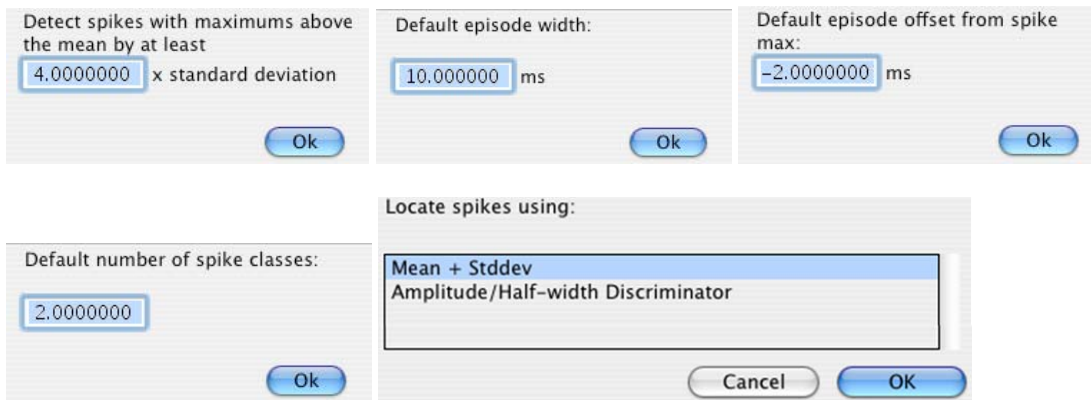 Detect spikes with maximums above
the mean by at least
4.0000000 x standard deviation
Ok
Default episode width:
10.000000 ms
Ok
Default episode offset from spike
max:
-2.0000000 ms
Ok
Default number of spike classes:
2.0000000
Ok
Locate spikes using:
Mean + Stddev
Amplitude/Half-width Discriminator
Cancel
OK